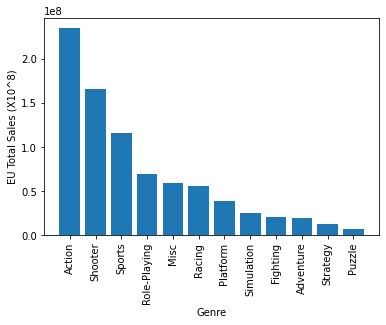 1e8
EU Total Sales (X10^8)
2.0
1.5
1.0
0.5
0.0
Action
Shooter
Sports
Role-Playing
Misc
Racing
Platform
Simulation
Fighting
Adventure
Strategy
Puzzle
Genre